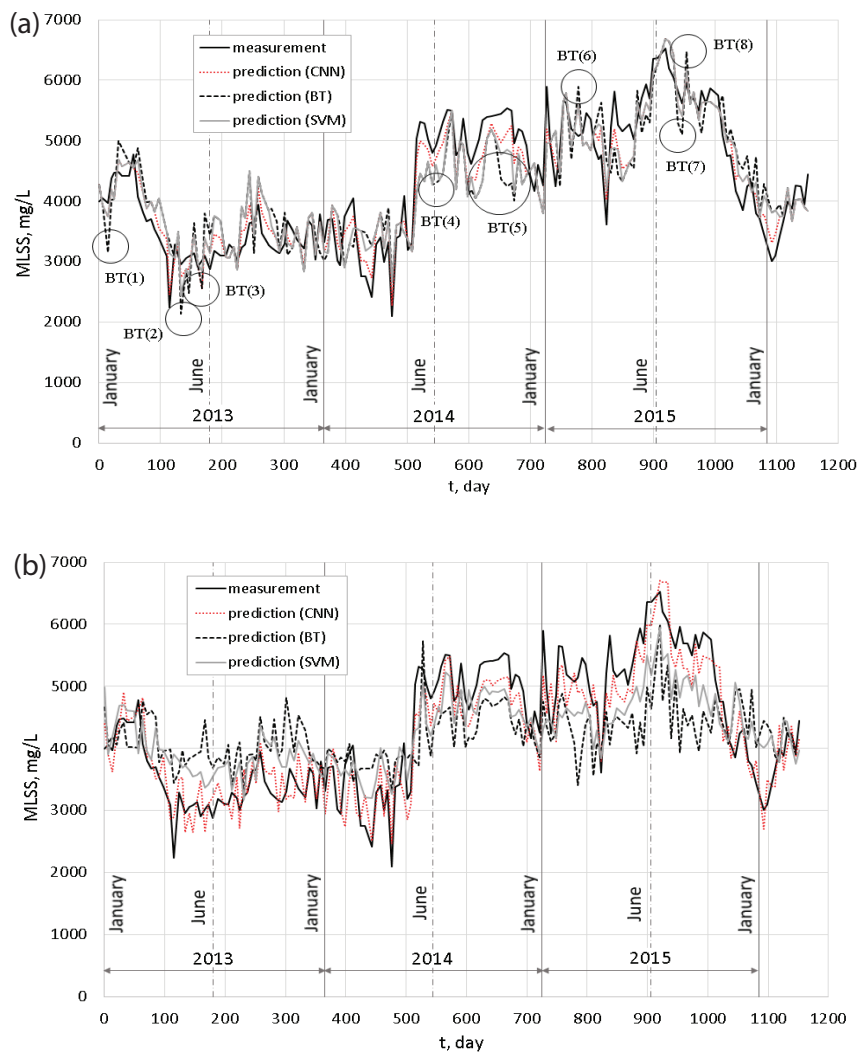 (a)
7000
6000
5000
4000
3000
2000
1000
0
MLSS, mg/L
measurement
prediction (CNN)
prediction (BT)
prediction (SVM)
BT(1)
BT(2)
BT(3)
BT(4)
BT(5)
BT(6)
BT(7)
BT(8)
January
June
January
June
January
June
January
2013
2014
2015
0 100 200 300 400 500 600 700 800 900 1000 1100 1200
t, day
(b)
7000
6000
5000
4000
3000
2000
1000
0
MLSS, mg/L
measurement
prediction (CNN)
prediction (BT)
prediction (SVM)
January
June
January
June
January
June
January
2013
2014
2015
0 100 200 300 400 500 600 700 800 900 1000 1100 1200
t, day